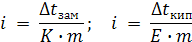 i = Δt_зам / K · m ; i = Δt_кип / E · m